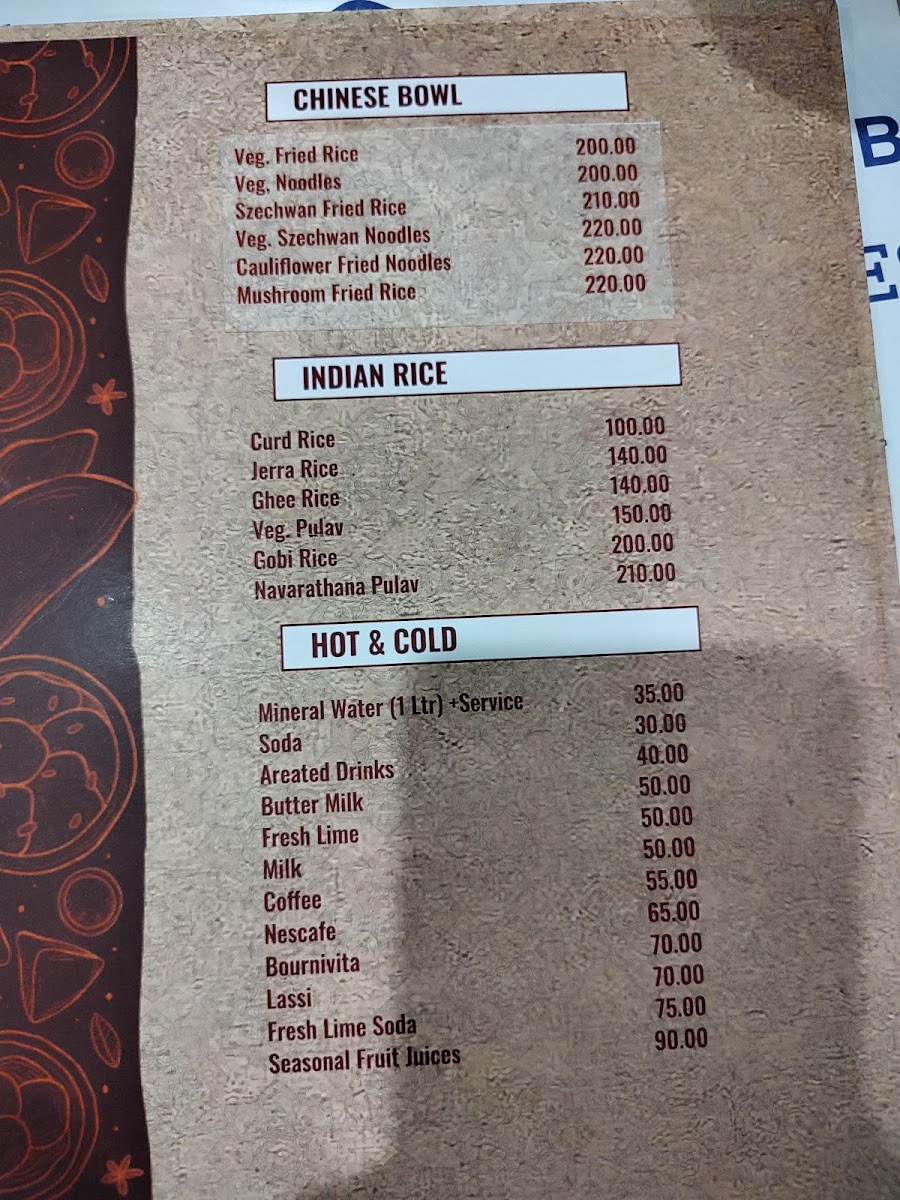 CHINESE BOWL
Veg. Fried Rice 200.00
Veg, Noodles 200.00
Szechwan Fried Rice 210.00
Veg. Szechwan Noodles 220.00
Cauliflower Fried Noodles 220.00
Mushroom Fried Rice 220.00
INDIAN RICE
Curd Rice 100.00
Jerra Rice 140.00
Ghee Rice 140.00
Veg. Pulav 150.00
Gobi Rice 200.00
Navarathana Pulav 210.00
HOT & COLD
Mineral Water (1 Ltr) +Service 35.00
Soda 30.00
Areated Drinks 40.00
Butter Milk 50.00
Fresh Lime 50.00
Milk 50.00
Coffee 55.00
Nescafe 65.00
Bournivita 70.00
Lassi 70.00
Fresh Lime Soda 75.00
Seasonal Fruit Juices 90.00